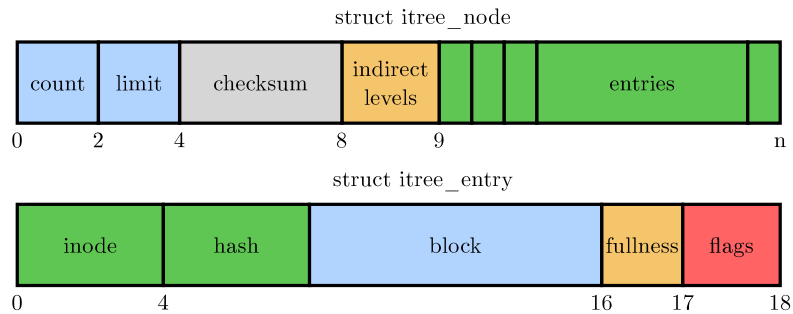 struct itree_node
count limit checksum indirect levels entries
0 2 4 8 9 n
struct itree_entry
inode hash block fullness flags
0 4 16 17 18